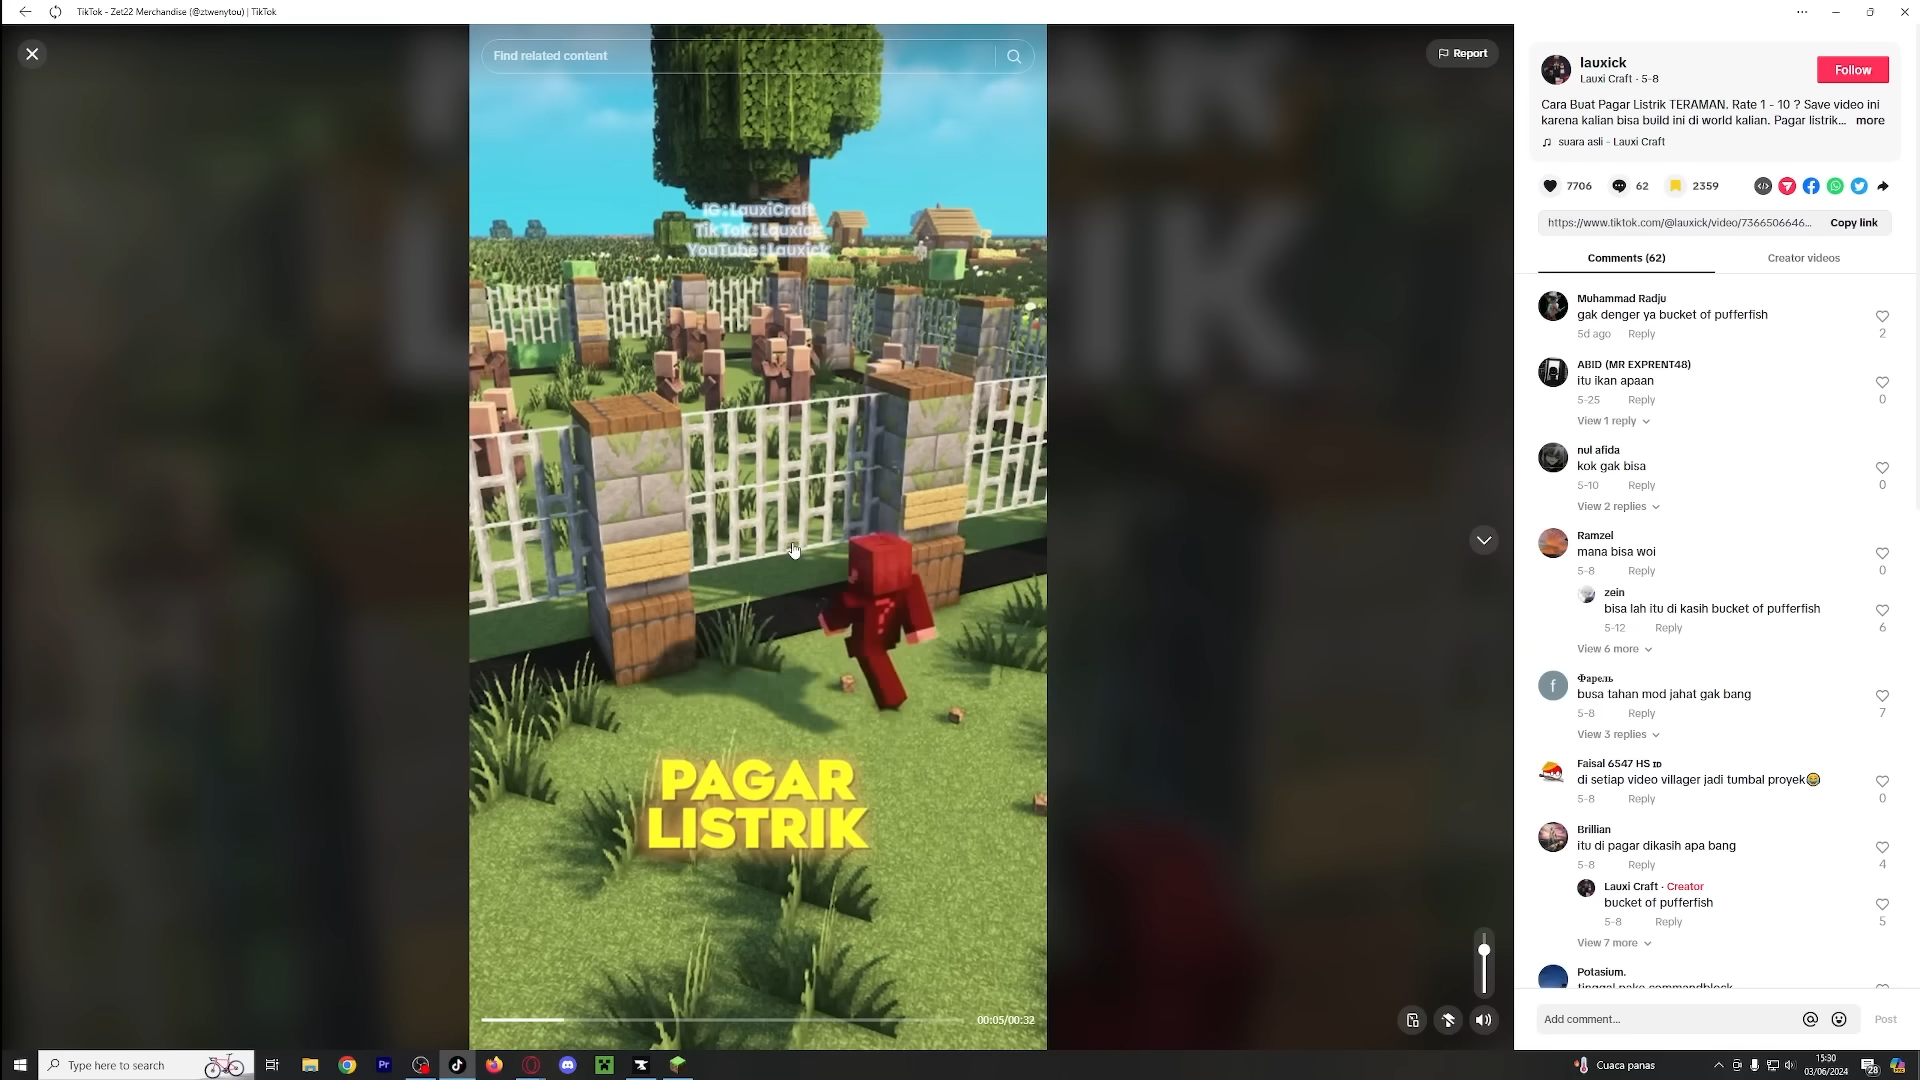 TikTok - Zet22 Merchandise (@ztwenytou) | TikTok
Find related content
Report
IG : LauxiCraft
Tik Tok : Lauxick
YouTube : Lauxick
PAGAR
LISTRIK
00:05/00:32
lauxick
Lauxi Craft · 5-8
Follow
Cara Buat Pagar Listrik TERAMAN. Rate 1 - 10 ? Save video ini
karena kalian bisa build ini di world kalian. Pagar listrik... more
suara asli - Lauxi Craft
7706
62
2359
https://www.tiktok.com/@lauxick/video/7366506646...
Copy link
Comments (62)
Creator videos
Muhammad Radju
gak denger ya bucket of pufferfish
5d ago Reply
2
ABID (MR EXPRENT48)
itu ikan apaan
5-25 Reply
0
View 1 reply
nul afida
kok gak bisa
5-10 Reply
0
View 2 replies
Ramzel
mana bisa woi
5-8 Reply
0
zein
bisa lah itu di kasih bucket of pufferfish
5-12 Reply
6
View 6 more
f
Фарель
busa tahan mod jahat gak bang
5-8 Reply
7
View 3 replies
Faisal 6547 HS ID
di setiap video villager jadi tumbal proyek😂
5-8 Reply
0
Brillian
itu di pagar dikasih apa bang
5-8 Reply
4
Lauxi Craft · Creator
bucket of pufferfish
5-8 Reply
5
View 7 more
Potasium.
tinggal pake commandblock
Add comment...
Post
Type here to search
Pr
Cuaca panas
15:30
03/06/2024
28